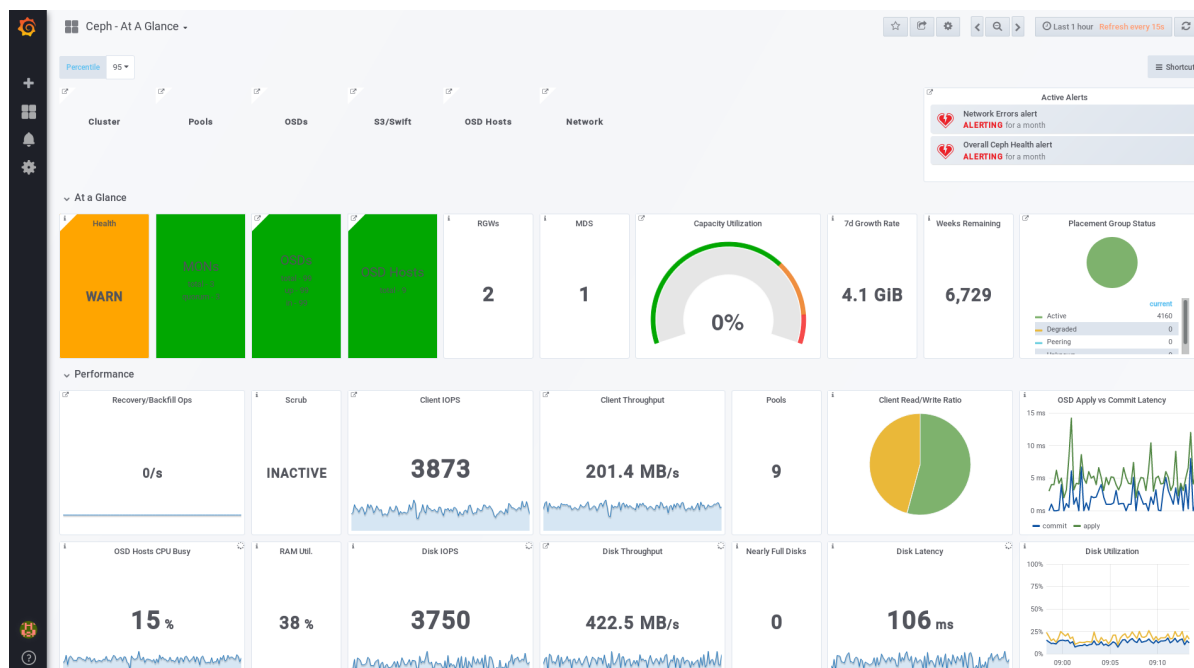 Ceph - At A Glance
Last 1 hour Refresh every 15s
Percentile 95
Shortcut
Cluster
Pools
OSDs
S3/Swift
OSD Hosts
Network
Active Alerts
Network Errors alert
ALERTING for a month
Overall Ceph Health alert
ALERTING for a month
At a Glance
Health
WARN
MONs
OSDs
OSD Hosts
RGWs
2
MDS
1
Capacity Utilization
0%
7d Growth Rate
4.1 GiB
Weeks Remaining
6,729
Placement Group Status
current
Active 4160
Degraded 0
Peering 0
Performance
Recovery/Backfill Ops
0/s
Scrub
INACTIVE
Client IOPS
3873
Client Throughput
201.4 MB/s
Pools
9
Client Read/Write Ratio
OSD Apply vs Commit Latency
15 ms
10 ms
5 ms
0 ms
commit apply
OSD Hosts CPU Busy
15 %
RAM Util.
38 %
Disk IOPS
3750
Disk Throughput
422.5 MB/s
Nearly Full Disks
0
Disk Latency
106 ms
Disk Utilization
100%
75%
50%
25%
0%
09:00 09:05 09:10